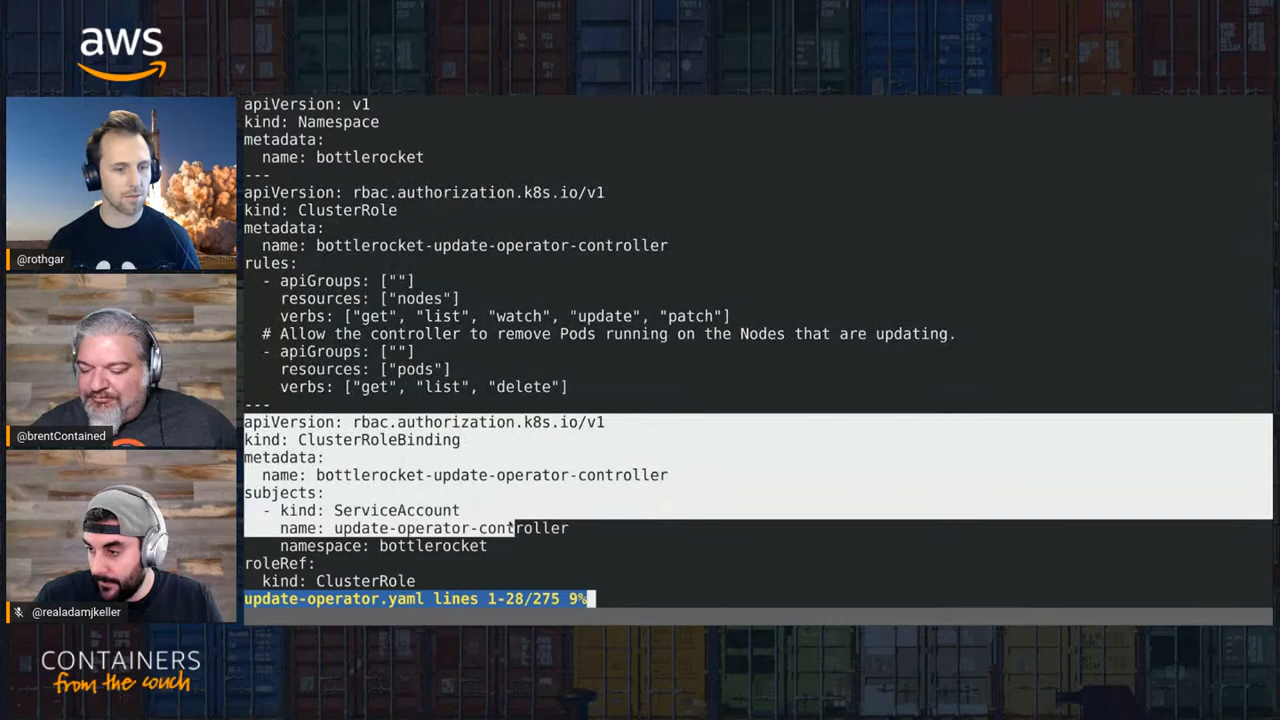 aws
apiVersion: v1
kind: Namespace
metadata:
  name: bottlerocket
---
apiVersion: rbac.authorization.k8s.io/v1
kind: ClusterRole
metadata:
  name: bottlerocket-update-operator-controller
rules:
  - apiGroups: [""]
    resources: ["nodes"]
    verbs: ["get", "list", "watch", "update", "patch"]
  # Allow the controller to remove Pods running on the Nodes that are updating.
  - apiGroups: [""]
    resources: ["pods"]
    verbs: ["get", "list", "delete"]
---
apiVersion: rbac.authorization.k8s.io/v1
kind: ClusterRoleBinding
metadata:
  name: bottlerocket-update-operator-controller
subjects:
  - kind: ServiceAccount
    name: update-operator-controller
    namespace: bottlerocket
roleRef:
  kind: ClusterRole
update-operator.yaml lines 1-28/275 9%
@rothgar
@brentContained
@realadamjkeller
CONTAINERS
from the couch